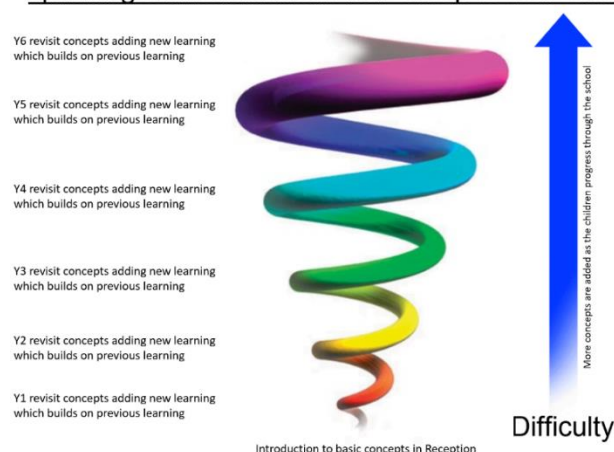 Y6 revisit concepts adding new learning
which builds on previous learning
Y5 revisit concepts adding new learning
which builds on previous learning
Y4 revisit concepts adding new learning
which builds on previous learning
Y3 revisit concepts adding new learning
which builds on previous learning
Y2 revisit concepts adding new learning
which builds on previous learning
Y1 revisit concepts adding new learning
which builds on previous learning
Introduction to basic concepts in Reception
More concepts are added as the children progress through the school
Difficulty